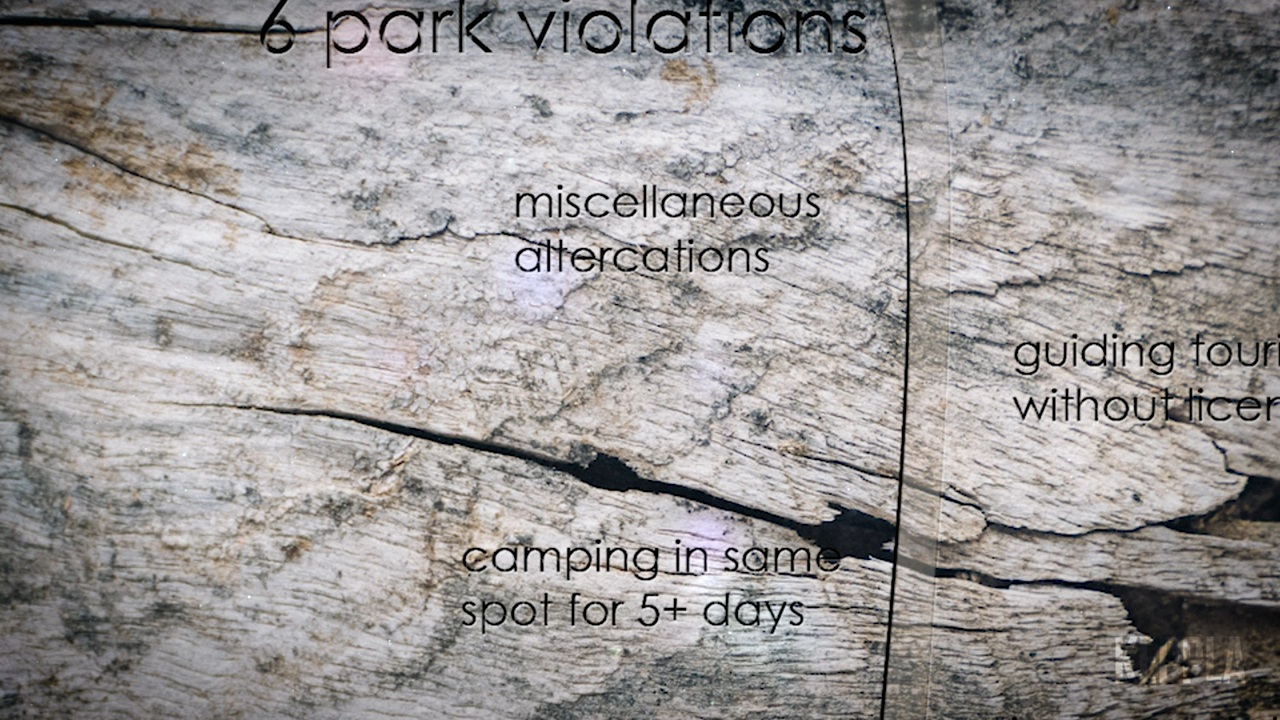 6 park violations
miscellaneous
altercations
guiding
without
camping in same
spot for 5+ days